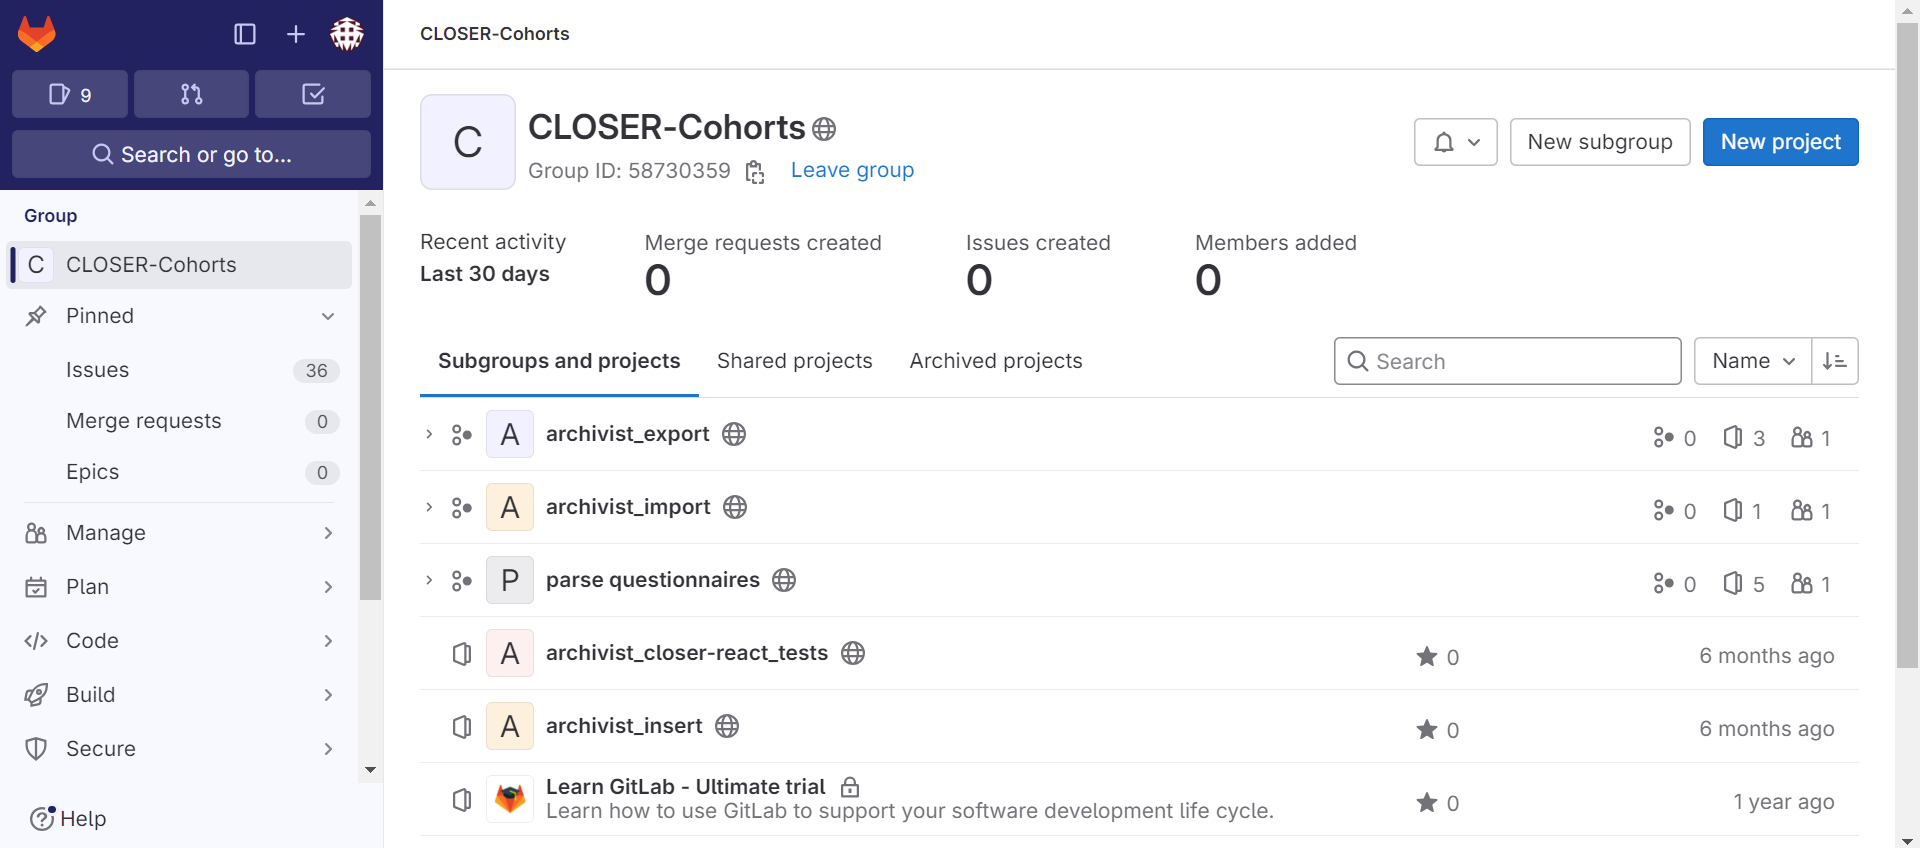 9
Search or go to...
Group
C CLOSER-Cohorts
Pinned
Issues 36
Merge requests 0
Epics 0
Manage
Plan
Code
Build
Secure
Help
CLOSER-Cohorts
C
CLOSER-Cohorts
Group ID: 58730359 Leave group
New subgroup
New project
Recent activity
Last 30 days
Merge requests created
0
Issues created
0
Members added
0
Subgroups and projects Shared projects Archived projects
Search
Name
A archivist_export 0 3 1
A archivist_import 0 1 1
P parse questionnaires 0 5 1
A archivist_closer-react_tests 0 6 months ago
A archivist_insert 0 6 months ago
Learn GitLab - Ultimate trial
Learn how to use GitLab to support your software development life cycle.
0 1 year ago